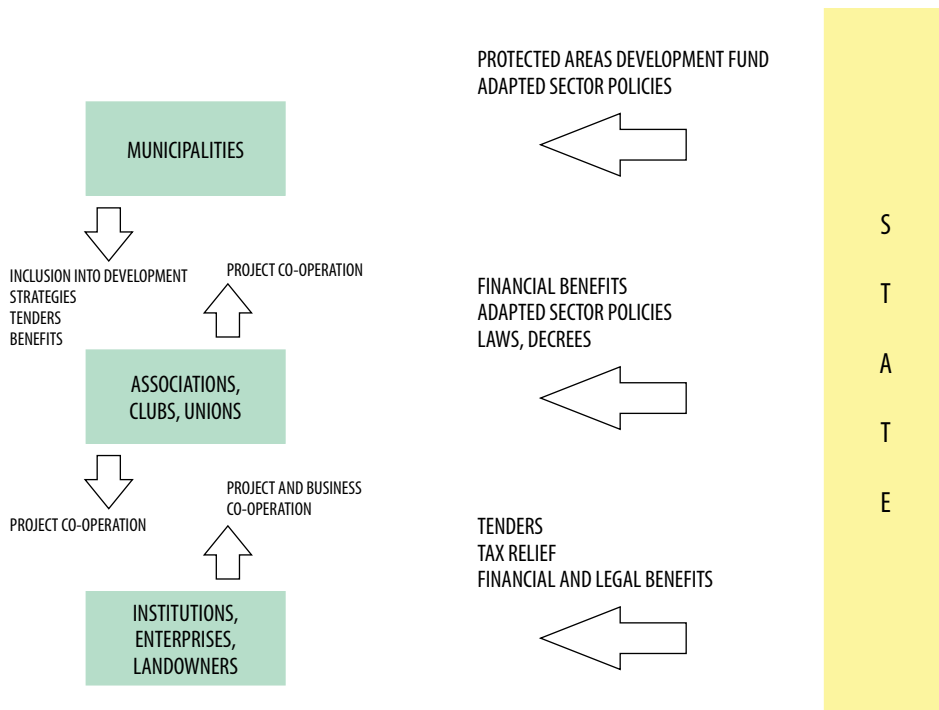 PROTECTED AREAS DEVELOPMENT FUND
ADAPTED SECTOR POLICIES
MUNICIPALITIES
INCLUSION INTO DEVELOPMENT
STRATEGIES
TENDERS
BENEFITS
PROJECT CO-OPERATION
FINANCIAL BENEFITS
ADAPTED SECTOR POLICIES
LAWS, DECREES
ASSOCIATIONS,
CLUBS, UNIONS
PROJECT CO-OPERATION
PROJECT AND BUSINESS
CO-OPERATION
TENDERS
TAX RELIEF
FINANCIAL AND LEGAL BENEFITS
INSTITUTIONS,
ENTERPRISES,
LANDOWNERS
S
T
A
T
E